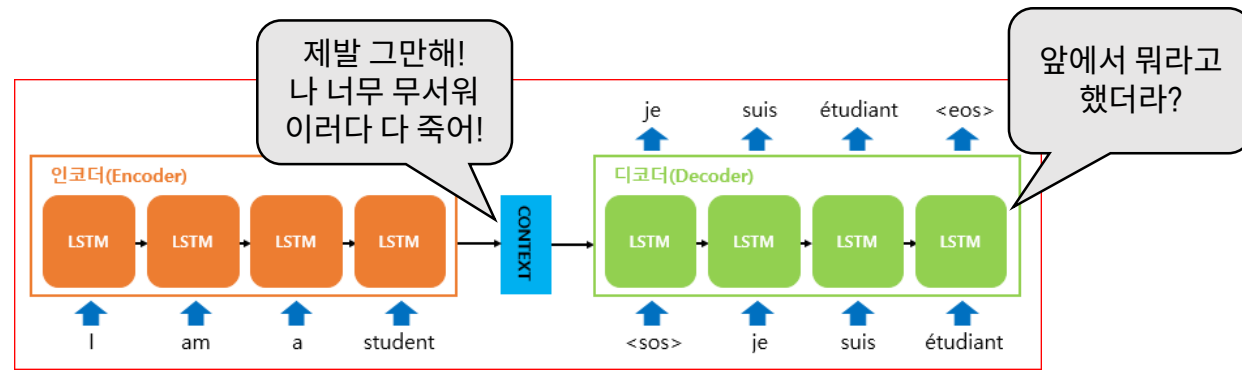 제발 그만해!
나 너무 무서워
이러다 다 죽어!
앞에서 뭐라고
했더라?
je suis étudiant <eos>
인코더(Encoder)
디코더(Decoder)
LSTM LSTM LSTM LSTM
CONTEXT
LSTM LSTM LSTM LSTM
I am a student
<sos> je suis étudiant